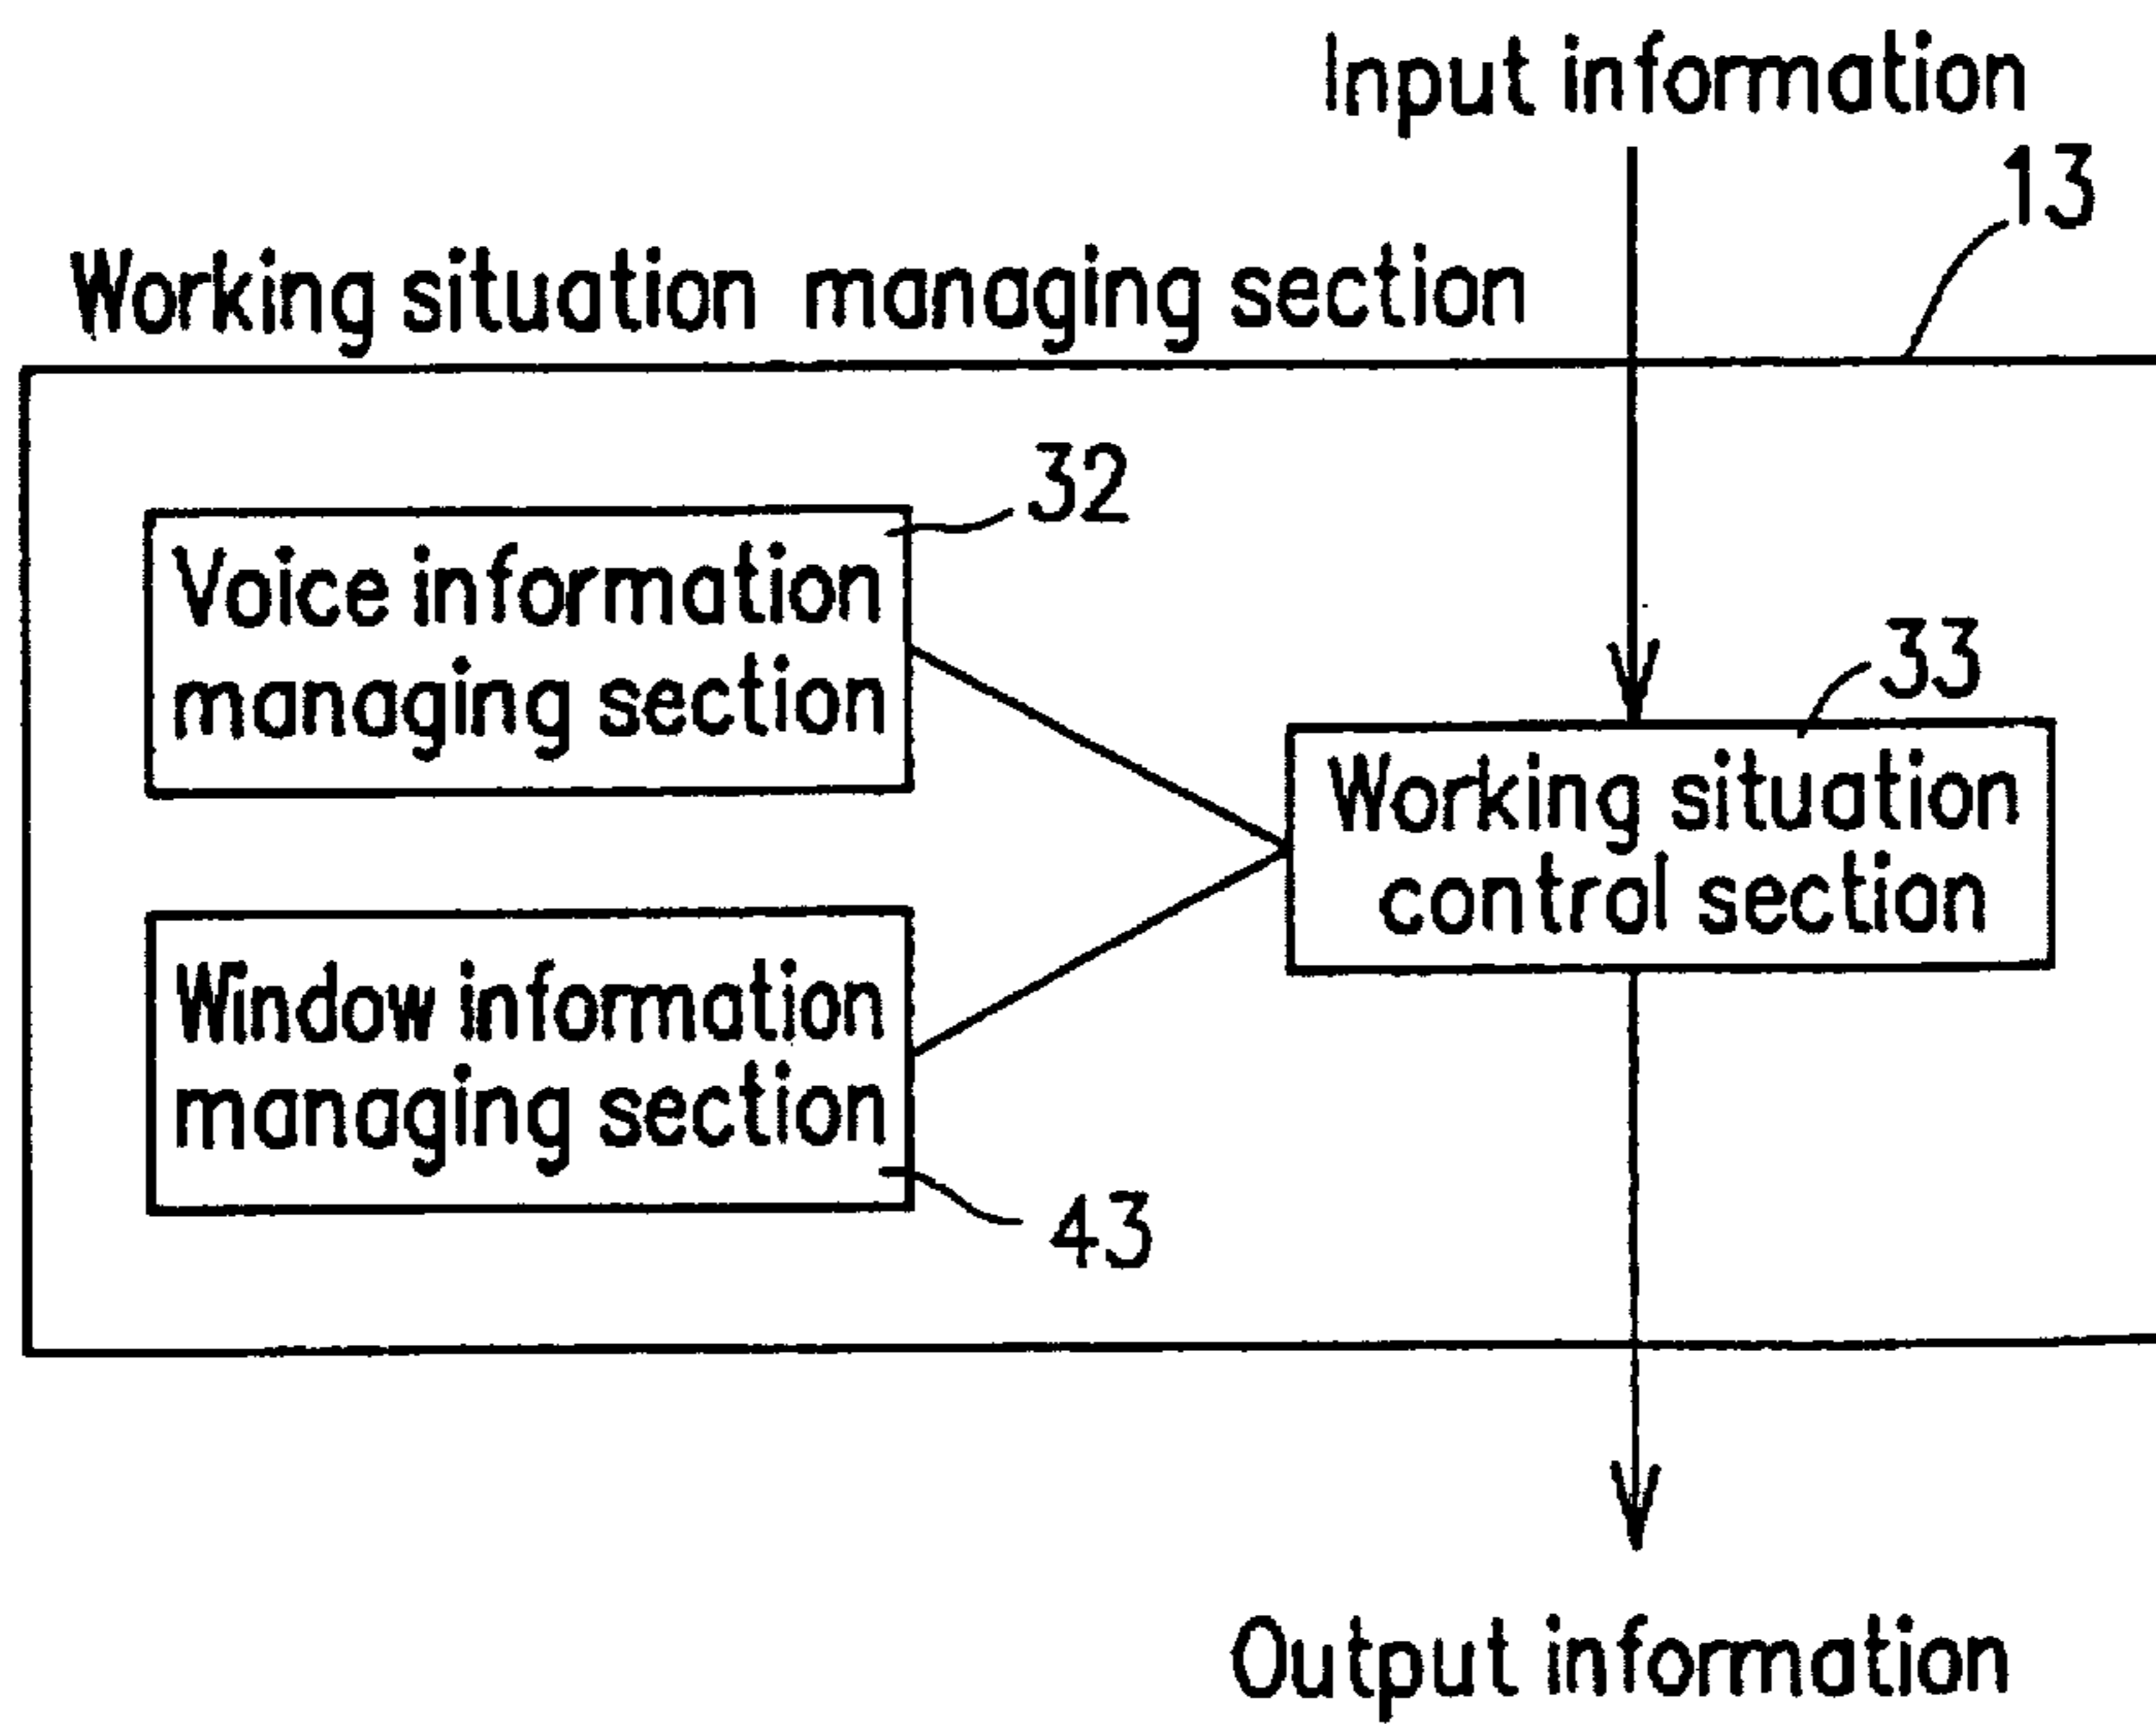 Input information
13
Working situation managing section
32
Voice information
managing section
33
Working situation
control section
Window information
managing section
43
Output information